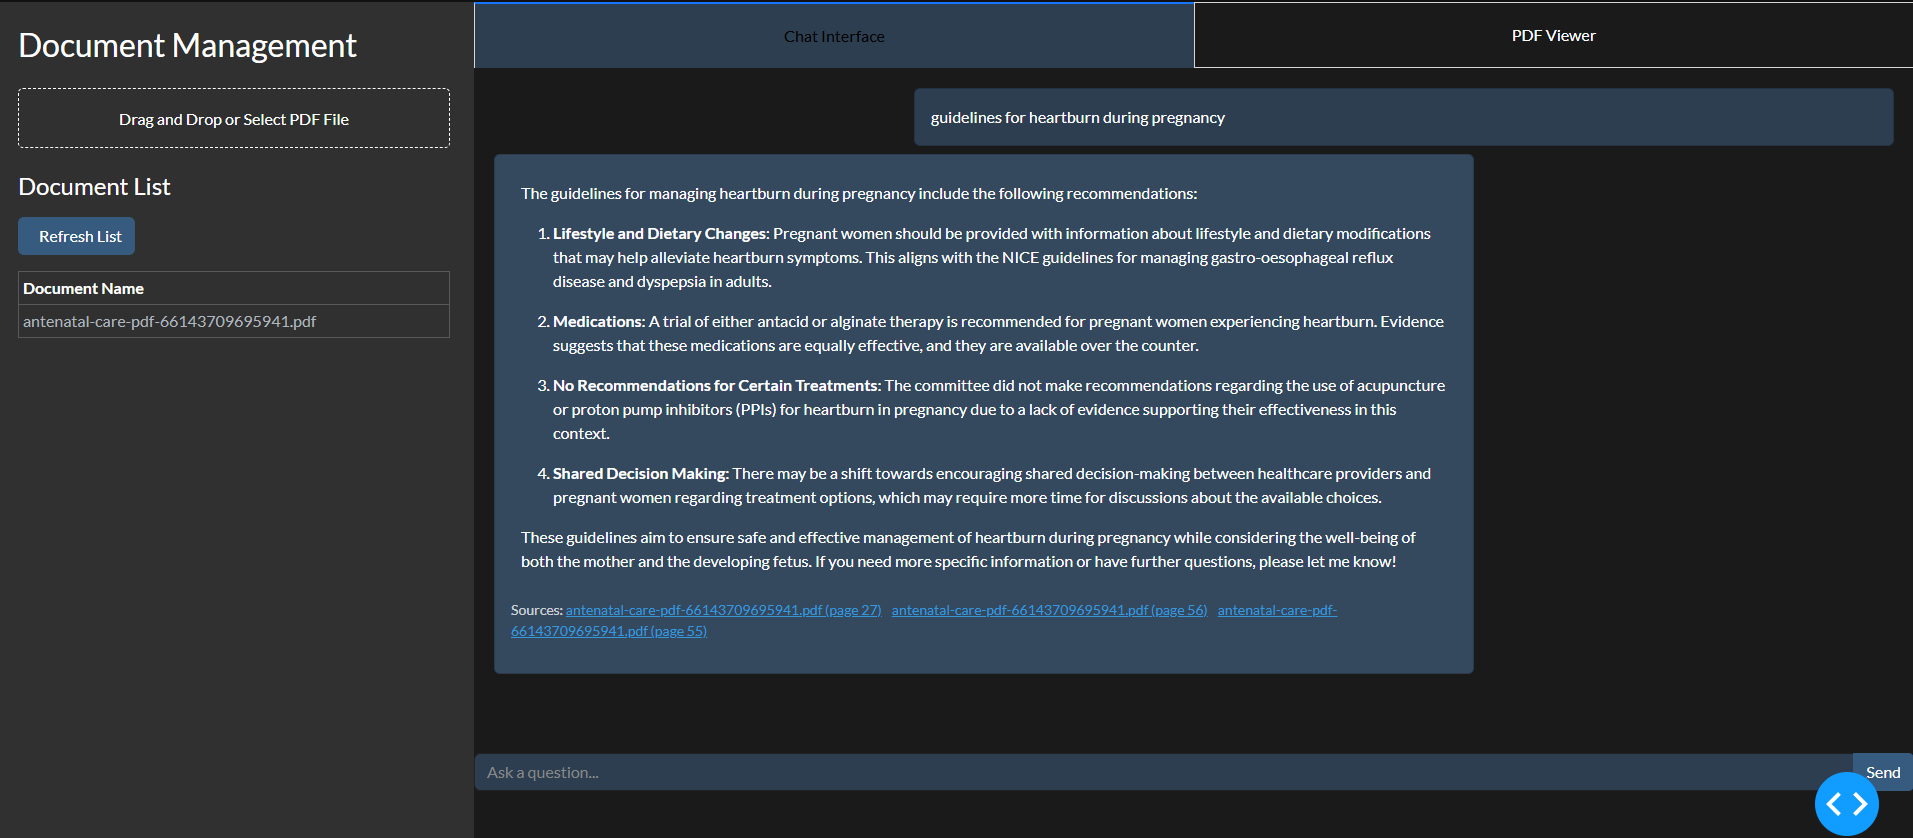 Document Management
Drag and Drop or Select PDF File
Document List
Refresh List
Document Name
antenatal-care-pdf-66143709695941.pdf
Chat Interface
PDF Viewer
guidelines for heartburn during pregnancy
The guidelines for managing heartburn during pregnancy include the following recommendations:
1. Lifestyle and Dietary Changes: Pregnant women should be provided with information about lifestyle and dietary modifications
that may help alleviate heartburn symptoms. This aligns with the NICE guidelines for managing gastro-oesophageal reflux
disease and dyspepsia in adults.
2. Medications: A trial of either antacid or alginate therapy is recommended for pregnant women experiencing heartburn. Evidence
suggests that these medications are equally effective, and they are available over the counter.
3. No Recommendations for Certain Treatments: The committee did not make recommendations regarding the use of acupuncture
or proton pump inhibitors (PPIs) for heartburn in pregnancy due to a lack of evidence supporting their effectiveness in this
context.
4. Shared Decision Making: There may be a shift towards encouraging shared decision-making between healthcare providers and
pregnant women regarding treatment options, which may require more time for discussions about the available choices.
These guidelines aim to ensure safe and effective management of heartburn during pregnancy while considering the well-being of
both the mother and the developing fetus. If you need more specific information or have further questions, please let me know!
Sources: antenatal-care-pdf-66143709695941.pdf (page 27) antenatal-care-pdf-66143709695941.pdf (page 56) antenatal-care-pdf-
66143709695941.pdf (page 55)
Ask a question...
Send